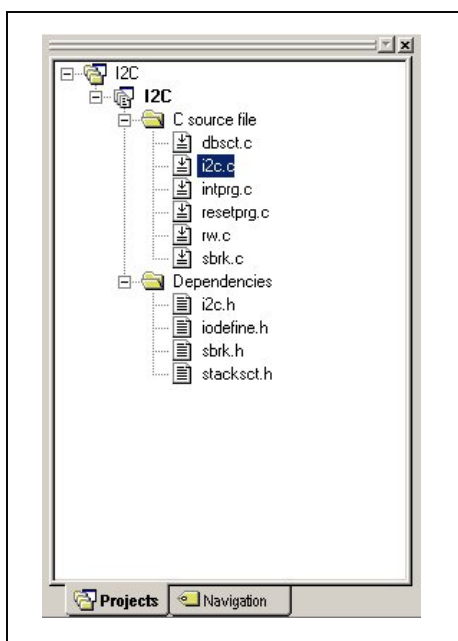 I2C
I2C
C source file
dbsct.c
i2c.c
intprg.c
resetprg.c
rw.c
sbrk.c
Dependencies
i2c.h
iodefine.h
sbrk.h
stacksct.h
Projects
Navigation